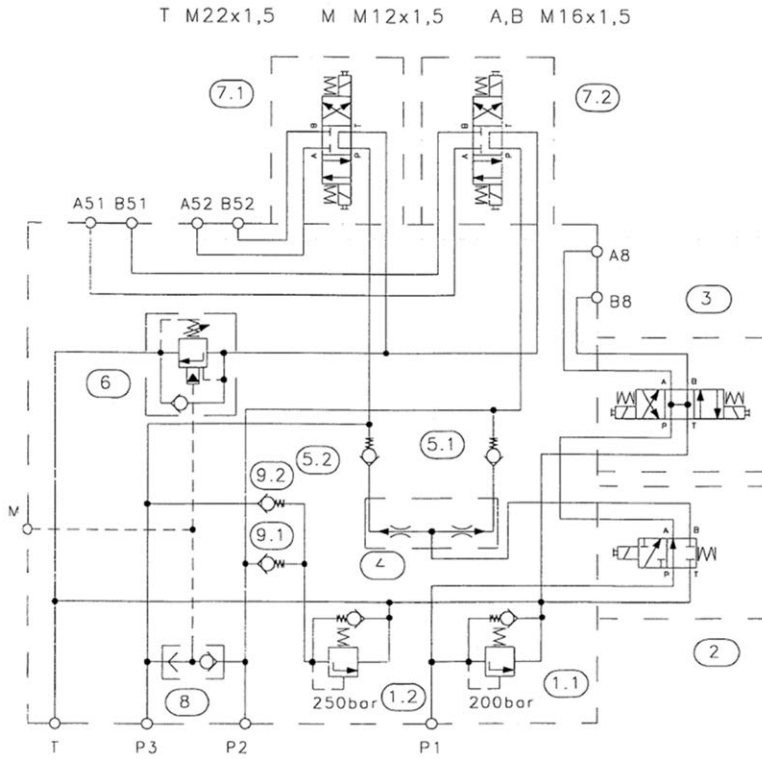 T M22x1,5 M M12x1,5 A,B M16x1,5
7.1
7.2
B T
A P
B T
A P
A51 B51 A52 B52
A8
B8
3
6
A B
P T
5.2 5.1
9.2
M
9.1
4
A B
P T
2
8
250bar 1.2
200bar 1.1
T P3 P2 P1